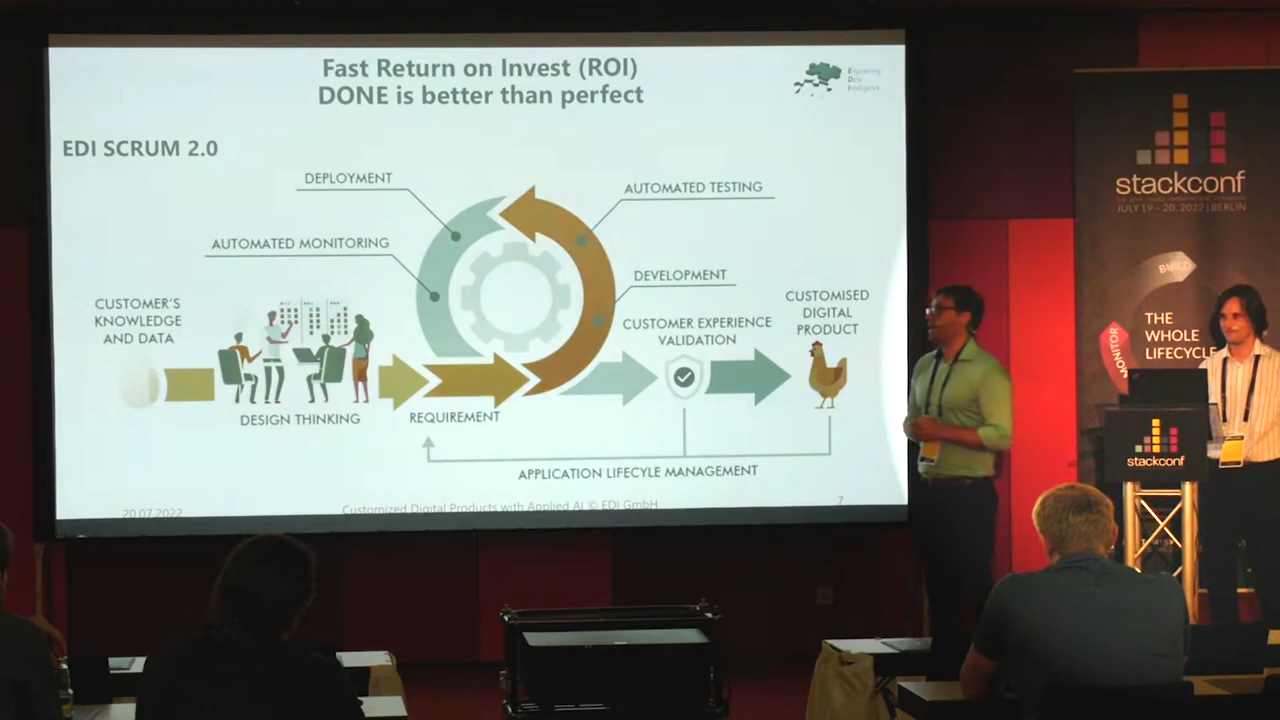 Fast Return on Invest (ROI)
DONE is better than perfect
Engineering
Data
Intelligence
EDI SCRUM 2.0
DEPLOYMENT
AUTOMATED TESTING
AUTOMATED MONITORING
DEVELOPMENT
CUSTOMER'S
KNOWLEDGE
AND DATA
CUSTOMER EXPERIENCE
VALIDATION
CUSTOMISED
DIGITAL
PRODUCT
DESIGN THINKING
REQUIREMENT
APPLICATION LIFECYLE MANAGEMENT
20.07.2022
Customized Digital Products with Applied AI © EDI GmbH
7
stackconf
JULY 19 – 20, 2022 | BERLIN
BUILD
MONITOR
THE
WHOLE
LIFECYCLE
stackconf